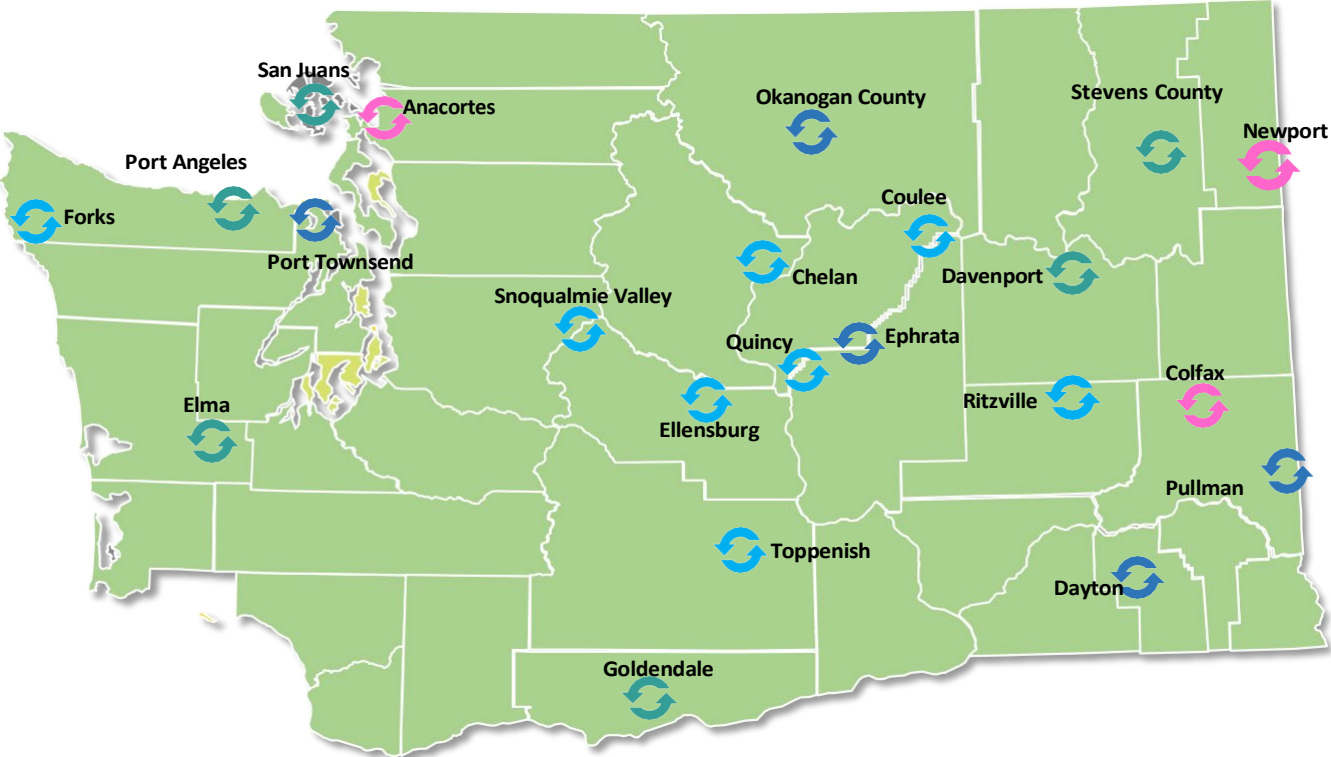 San Juans
Anacortes
Okanogan County
Stevens County
Newport
Port Angeles
Forks
Coulee
Port Townsend
Chelan
Davenport
Snoqualmie Valley
Quincy
Ephrata
Colfax
Elma
Ritzville
Ellensburg
Pullman
Toppenish
Dayton
Goldendale